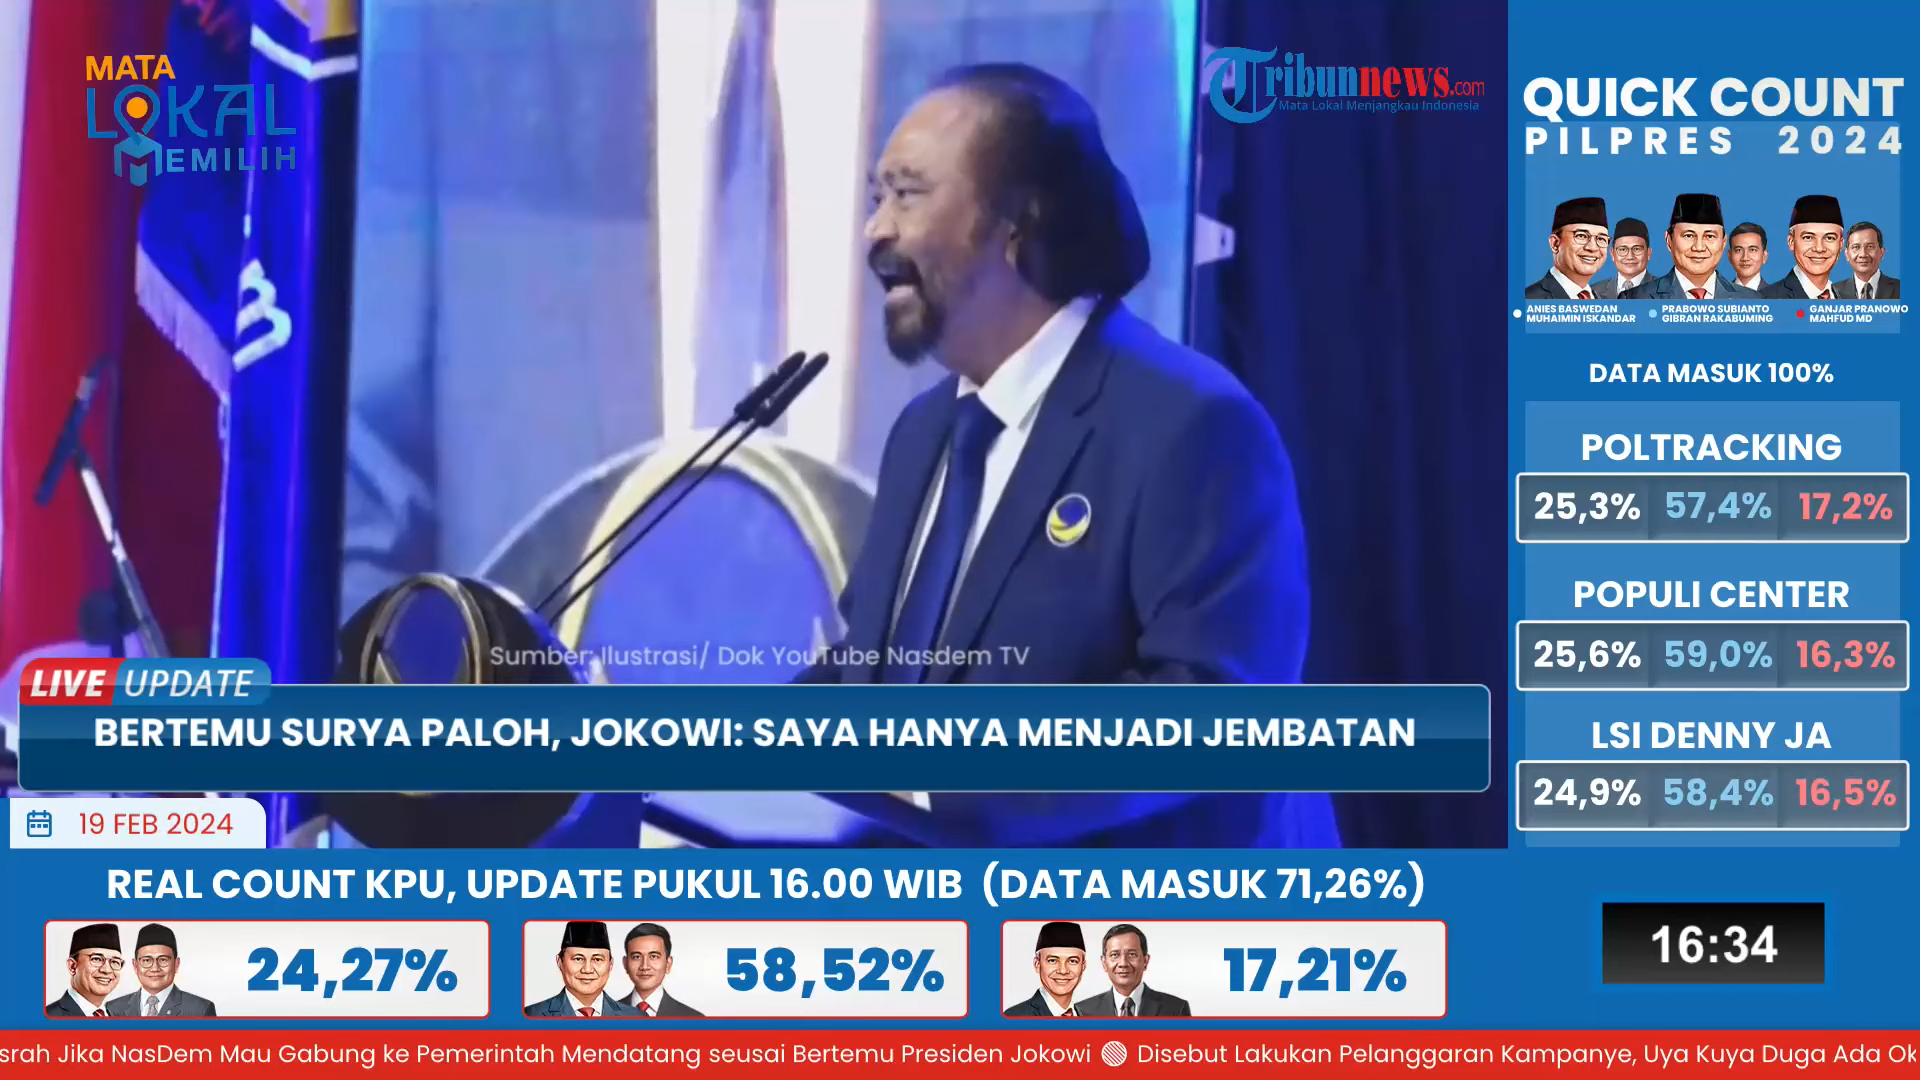 MATA
LOKAL
MEMILIH
Tribunnews.com
Mata Lokal Menjangkau Indonesia
QUICK COUNT
PILPRES 2024
ANIES BASWEDAN
MUHAIMIN ISKANDAR
PRABOWO SUBIANTO
GIBRAN RAKABUMING
GANJAR PRANOWO
MAHFUD MD
DATA MASUK 100%
POLTRACKING
25,3% 57,4% 17,2%
POPULI CENTER
25,6% 59,0% 16,3%
LSI DENNY JA
24,9% 58,4% 16,5%
Sumber: Ilustrasi/ Dok YouTube Nasdem TV
LIVE UPDATE
BERTEMU SURYA PALOH, JOKOWI: SAYA HANYA MENJADI JEMBATAN
19 FEB 2024
REAL COUNT KPU, UPDATE PUKUL 16.00 WIB (DATA MASUK 71,26%)
24,27% 58,52% 17,21%
16:34
srah Jika NasDem Mau Gabung ke Pemerintah Mendatang seusai Bertemu Presiden Jokowi Disebut Lakukan Pelanggaran Kampanye, Uya Kuya Duga Ada Ok